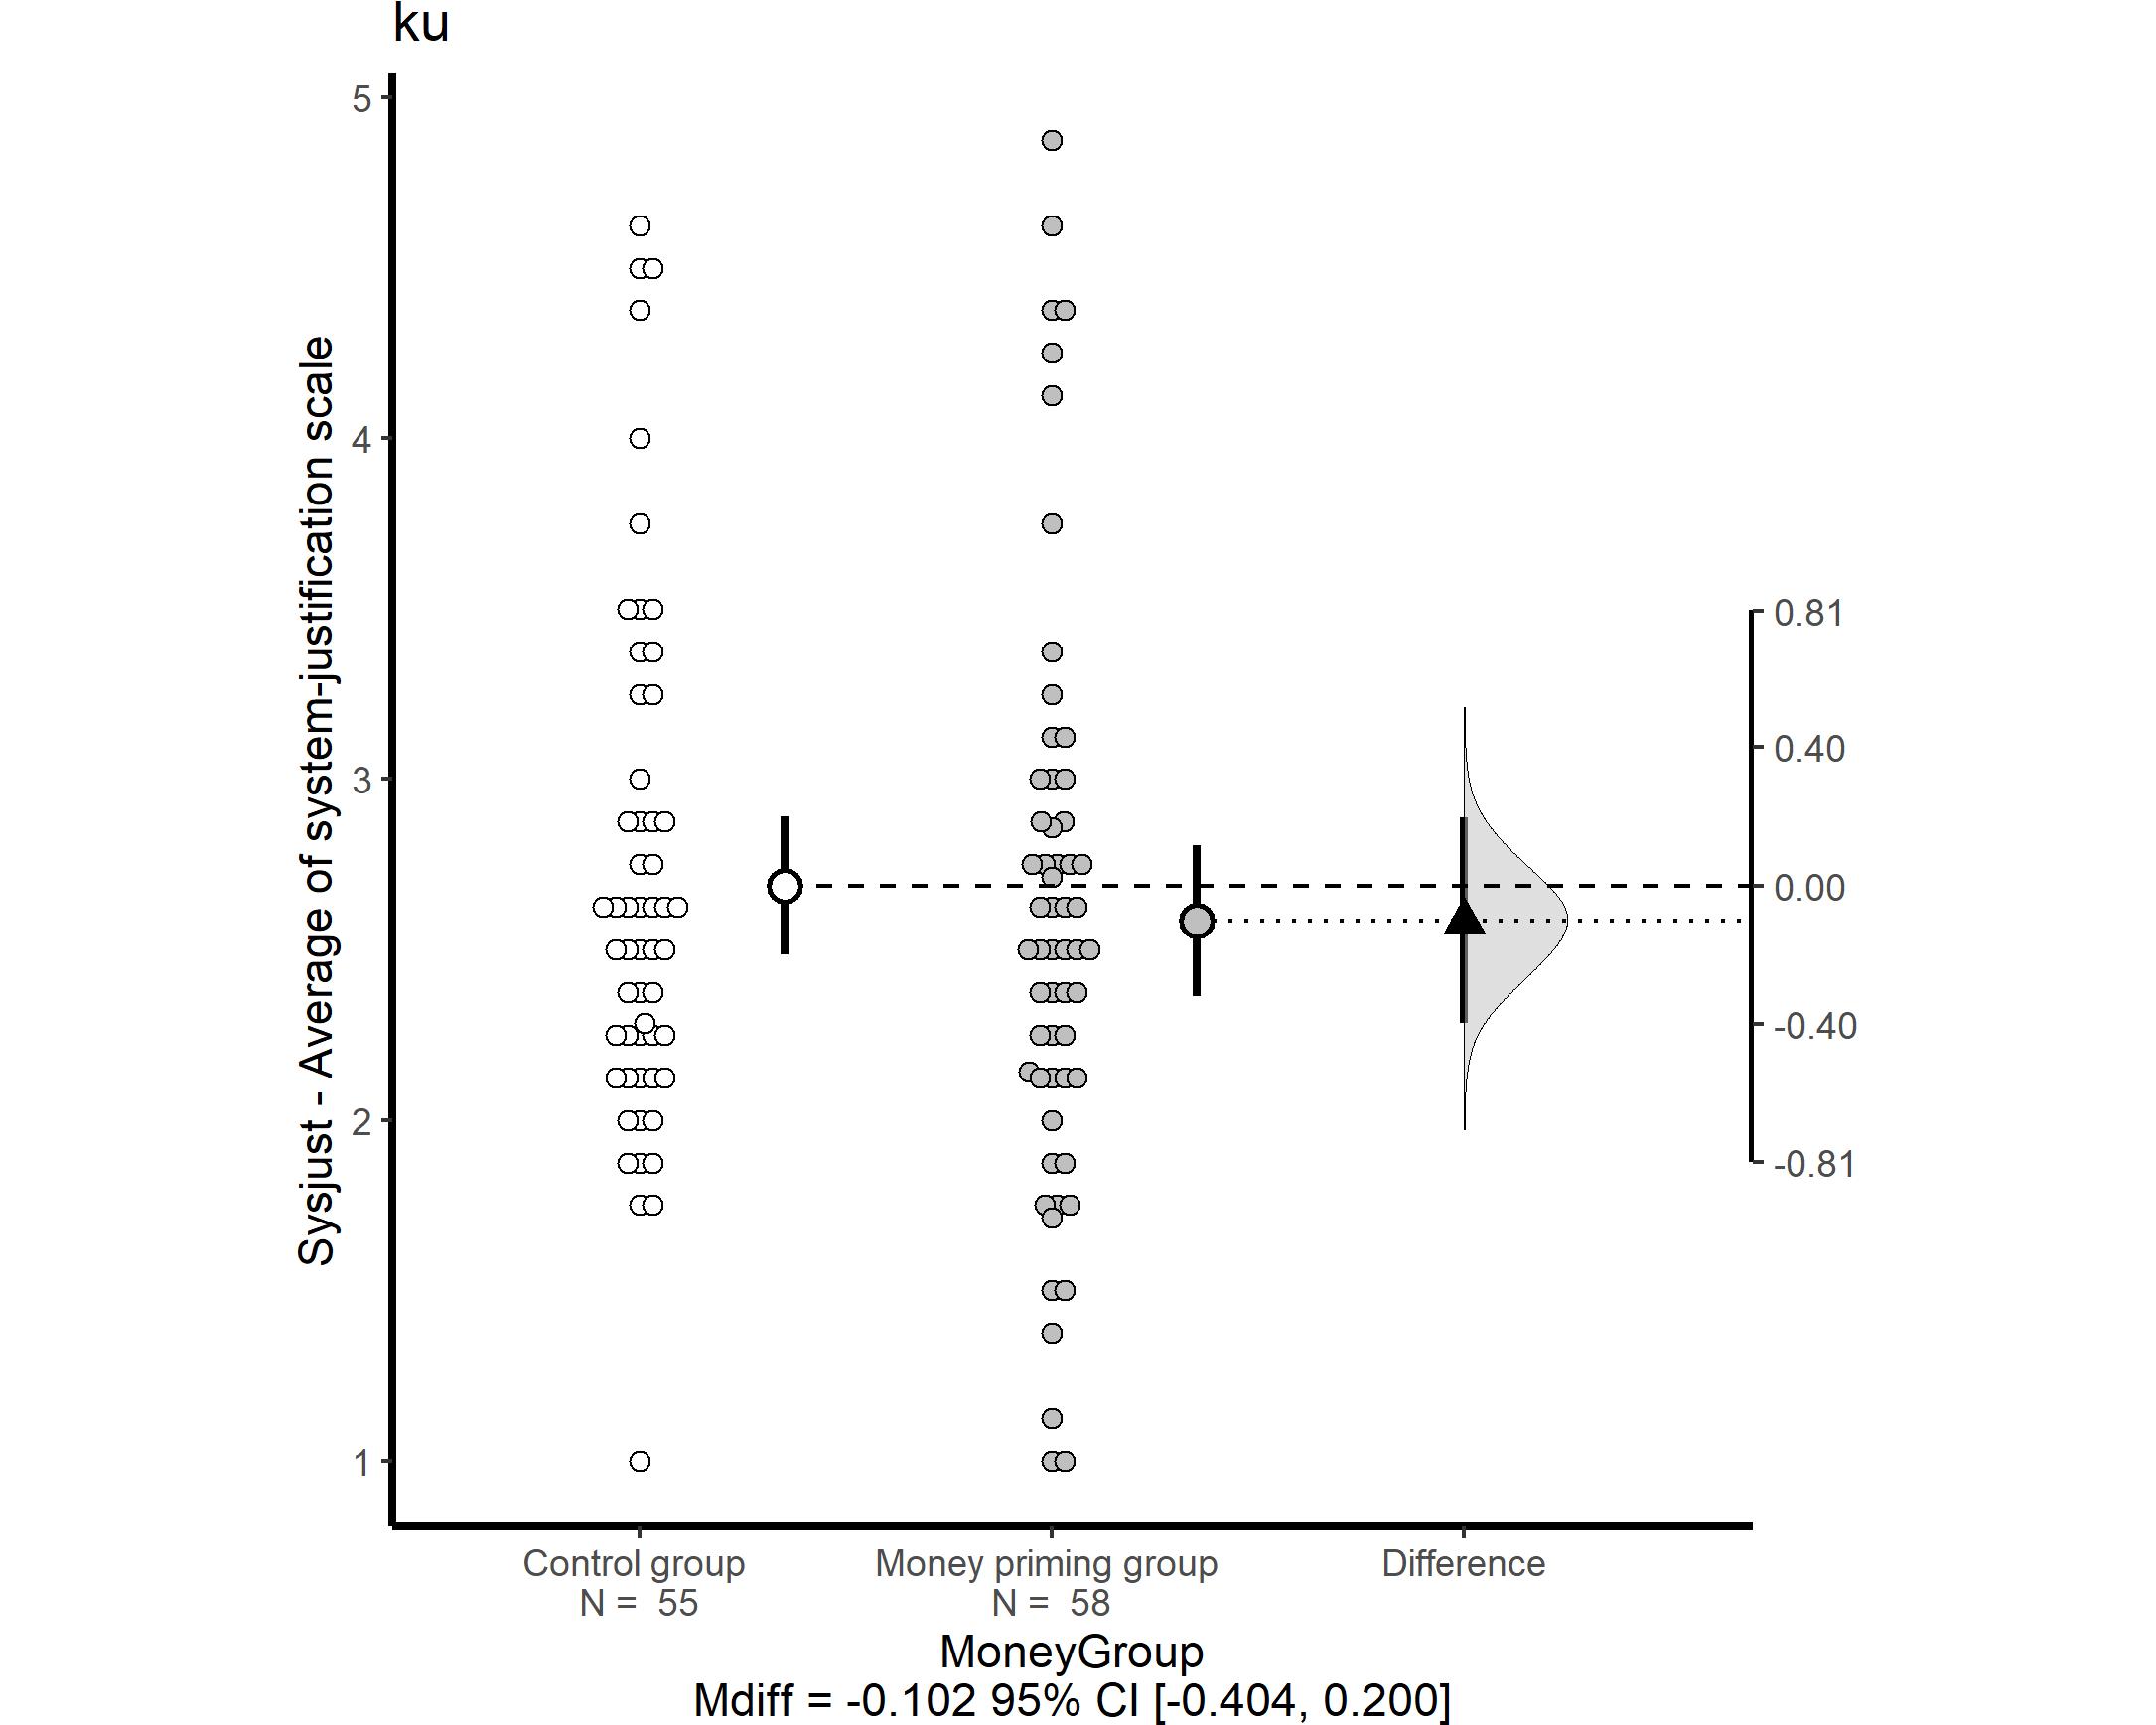 ku
5
4
3
2
1
Sysjust - Average of system-justification scale
0.81
0.40
0.00
-0.40
-0.81
Control group
N =  55
Money priming group
N =  58
Difference
MoneyGroup
Mdiff = -0.102 95% CI [-0.404, 0.200]